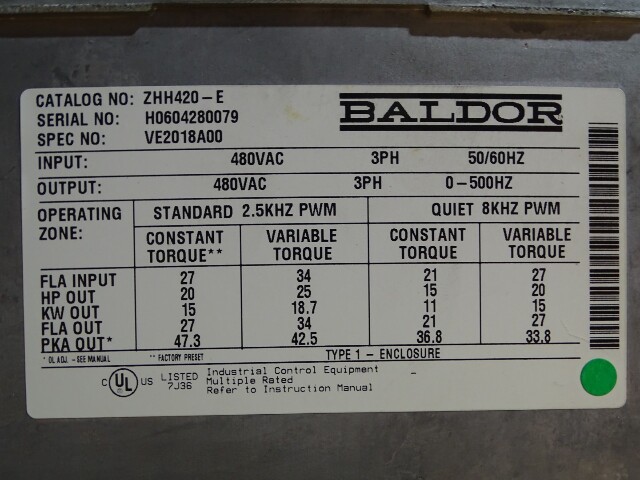 CATALOG NO: ZHH420-E
SERIAL NO: H0604280079
SPEC NO: VE2018A00
BALDOR
INPUT: 480VAC 3PH 50/60HZ
OUTPUT: 480VAC 3PH 0-500HZ
OPERATING ZONE: STANDARD 2.5KHZ PWM QUIET 8KHZ PWM
CONSTANT VARIABLE CONSTANT VARIABLE
TORQUE** TORQUE TORQUE TORQUE
FLA INPUT 27 34 21 27
HP OUT 20 25 15 20
KW OUT 15 18.7 11 15
FLA OUT 27 34 21 27
PKA OUT* 47.3 42.5 36.8 33.8
* OL ADJ. - SEE MANUAL ** FACTORY PRESET TYPE 1 - ENCLOSURE
C UL US LISTED Industrial Control Equipment
7J36 Multiple Rated
Refer to Instruction Manual